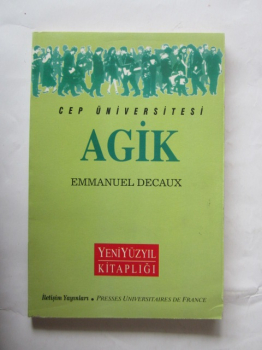 CEP ÜNİVERSİTESİ
AGİK
EMMANUEL DECAUX
YENİYÜZYIL
KİTAPLIĞI
İletişim Yayınları • PRESSES UNIVERSITAIRES DE FRANCE